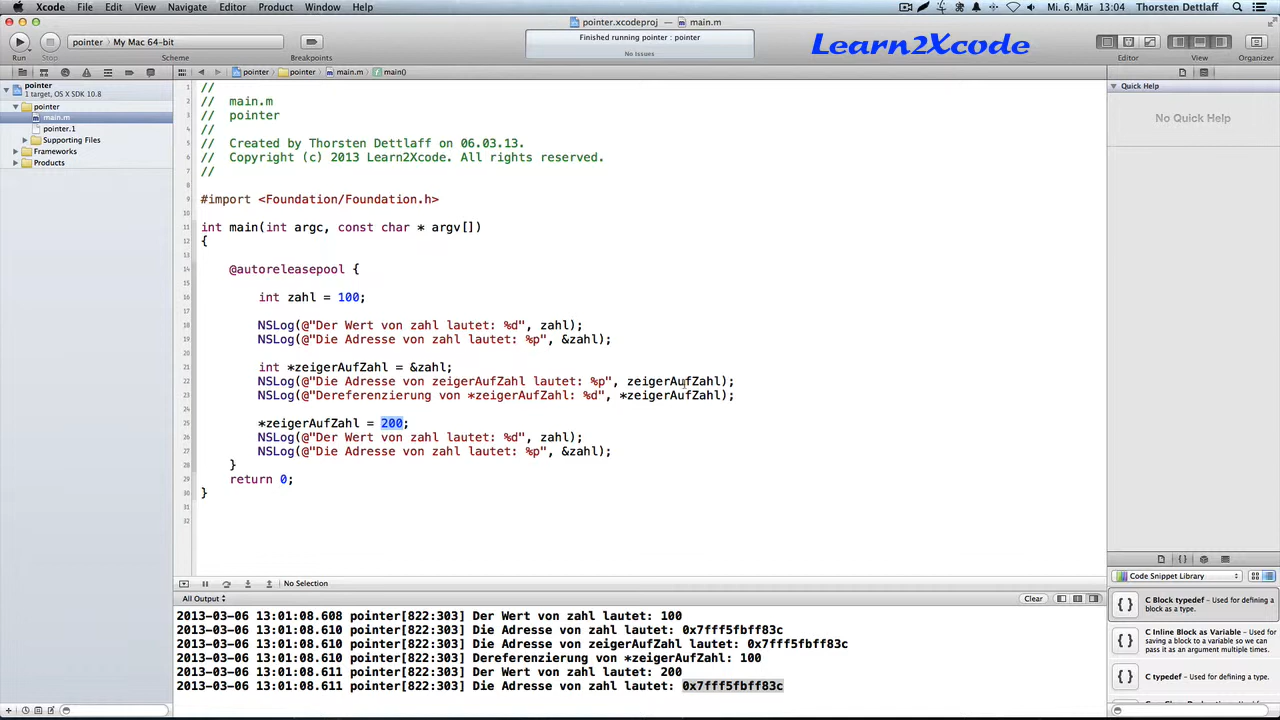 Xcode File Edit View Navigate Editor Product Window Help Mi. 6. Mär 13:04 Thorsten Dettlaff
pointer.xcodeproj — main.m
Run Stop pointer My Mac 64-bit Scheme Breakpoints
Finished running pointer : pointer
No Issues
Learn2Xcode
Editor View Organizer
pointer pointer main.m main()
pointer
1 target, OS X SDK 10.8
pointer
main.m
pointer.1
Supporting Files
Frameworks
Products
//
// main.m
// pointer
//
// Created by Thorsten Dettlaff on 06.03.13.
// Copyright (c) 2013 Learn2Xcode. All rights reserved.
//
#import <Foundation/Foundation.h>
int main(int argc, const char * argv[])
{
@autoreleasepool {
int zahl = 100;
NSLog(@"Der Wert von zahl lautet: %d", zahl);
NSLog(@"Die Adresse von zahl lautet: %p", &zahl);
int *zeigerAufZahl = &zahl;
NSLog(@"Die Adresse von zeigerAufZahl lautet: %p", zeigerAufZahl);
NSLog(@"Dereferenzierung von *zeigerAufZahl: %d", *zeigerAufZahl);
*zeigerAufZahl = 200;
NSLog(@"Der Wert von zahl lautet: %d", zahl);
NSLog(@"Die Adresse von zahl lautet: %p", &zahl);
}
return 0;
}
No Selection
All Output Clear
2013-03-06 13:01:08.608 pointer[822:303] Der Wert von zahl lautet: 100
2013-03-06 13:01:08.610 pointer[822:303] Die Adresse von zahl lautet: 0x7fff5fbff83c
2013-03-06 13:01:08.610 pointer[822:303] Die Adresse von zeigerAufZahl lautet: 0x7fff5fbff83c
2013-03-06 13:01:08.610 pointer[822:303] Dereferenzierung von *zeigerAufZahl: 100
2013-03-06 13:01:08.611 pointer[822:303] Der Wert von zahl lautet: 200
2013-03-06 13:01:08.611 pointer[822:303] Die Adresse von zahl lautet: 0x7fff5fbff83c
Quick Help
No Quick Help
Code Snippet Library
C Block typedef – Used for defining a
block as a type.
C Inline Block as Variable – Used for
saving a block to a variable so we can
pass it as argument multiple times.
C typedef – Used for defining a type.